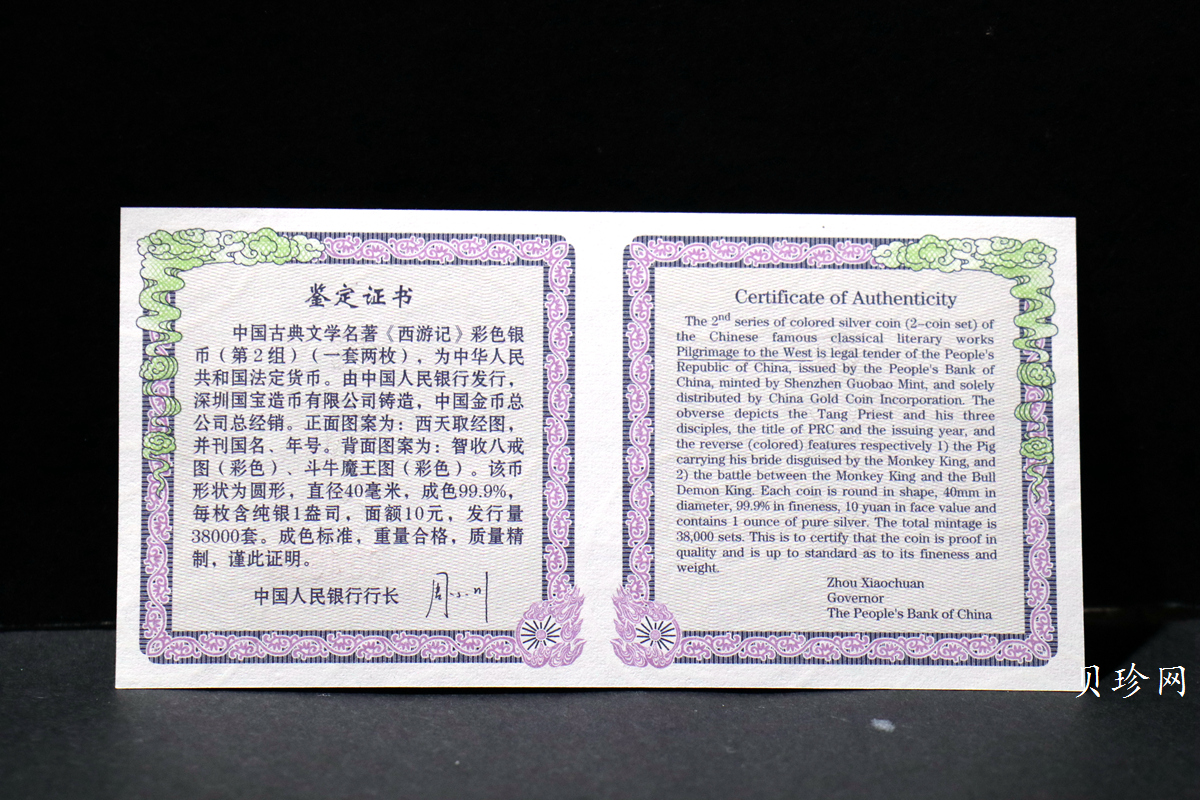 鉴定证书
中国古典文学名著《西游记》彩色银
币（第2组）（一套两枚），为中华人民
共和国法定货币。由中国人民银行发行，
深圳国宝造币有限公司铸造，中国金币总
公司总经销。正面图案为：西天取经图，
并刊国名、年号。背面图案为：智收八戒
图（彩色）、斗牛魔王图（彩色）。该币
形状为圆形，直径40毫米，成色99.9%，
每枚含纯银1盎司，面额10元，发行量
38000套。成色标准，重量合格，质量精
制，谨此证明。
中国人民银行行长 周小川
Certificate of Authenticity
The 2nd series of colored silver coin (2-coin set) of
the Chinese famous classical literary works
Pilgrimage to the West is legal tender of the People's
Republic of China, issued by the People's Bank of
China, minted by Shenzhen Guobao Mint, and solely
distributed by China Gold Coin Incorporation. The
obverse depicts the Tang Priest and his three
disciples, the title of PRC and the issuing year, and
the reverse (colored) features respectively 1) the Pig
carrying his bride disguised by the Monkey King, and
2) the battle between the Monkey King and the Bull
Demon King. Each coin is round in shape, 40mm in
diameter, 99.9% in fineness, 10 yuan in face value and
contains 1 ounce of pure silver. The total mintage is
38,000 sets. This is to certify that the coin is proof in
quality and is up to standard as to its fineness and
weight.
Zhou Xiaochuan
Governor
The People's Bank of China
贝珍网